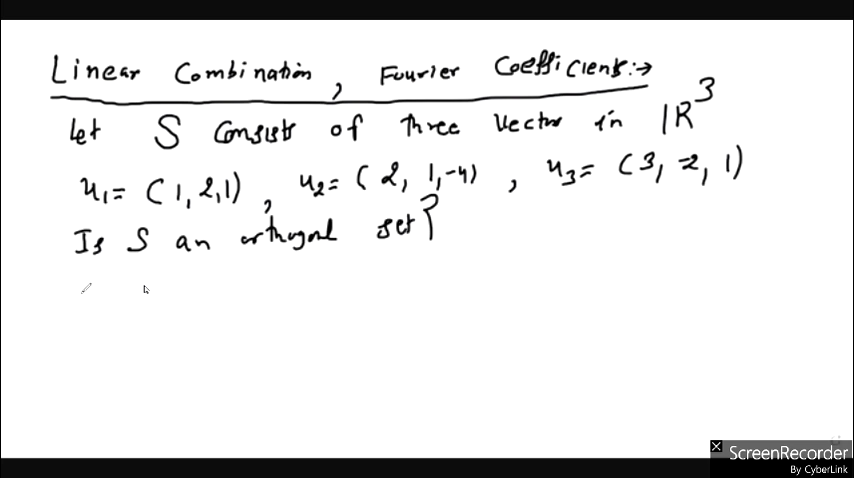 Linear Combination, Fourier Coefficients:→
let S consists of three vector in IR³
u₁= (1,2,1), u₂= (2, 1,-4), u₃= (3,-2,1)
Is S an orthogonal set?
ScreenRecorder
By CyberLink